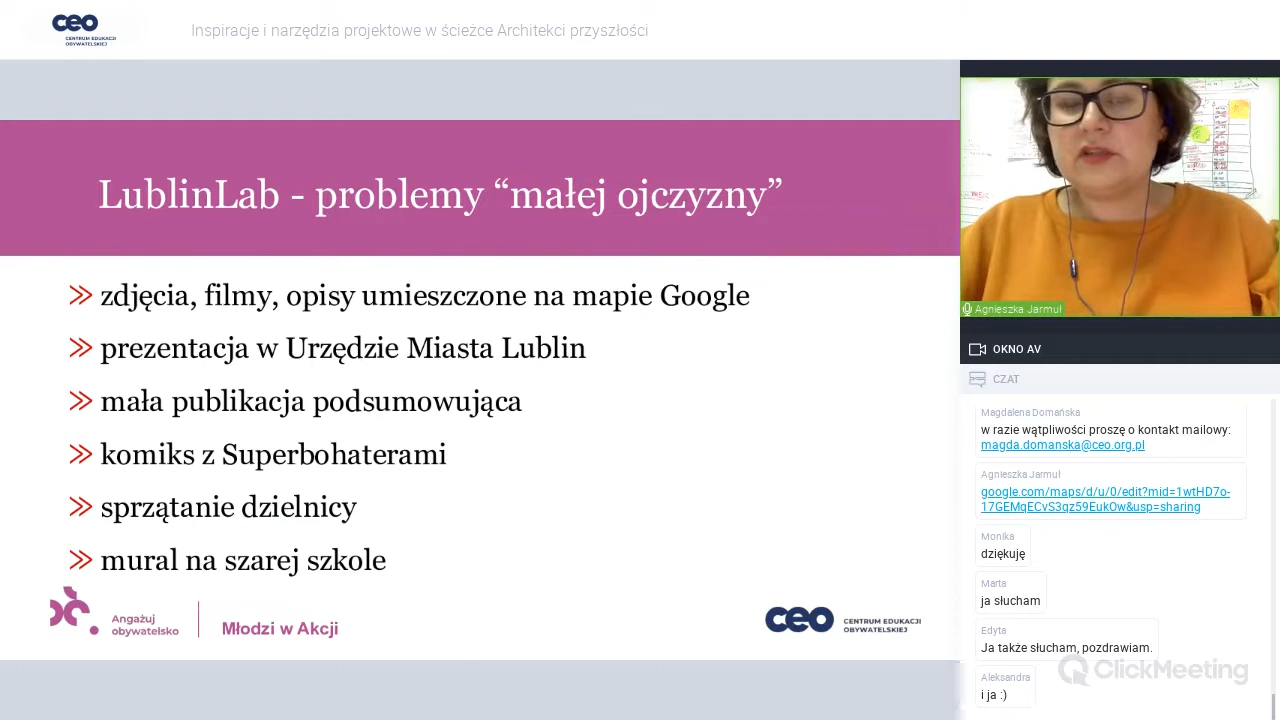 ceo
CENTRUM EDUKACJI
OBYWATELSKIEJ
Inspiracje i narzędzia projektowe w ścieżce Architekci przyszłości
LublinLab - problemy “małej ojczyzny”
zdjęcia, filmy, opisy umieszczone na mapie Google
prezentacja w Urzędzie Miasta Lublin
mała publikacja podsumowująca
komiks z Superbohaterami
sprzątanie dzielnicy
mural na szarej szkole
Angażuj
obywatelsko
Młodzi w Akcji
ceo
CENTRUM EDUKACJI
OBYWATELSKIEJ
Agnieszka Jarmuł
OKNO AV
CZAT
Magdalena Domańska
w razie wątpliwości proszę o kontakt mailowy:
magda.domanska@ceo.org.pl
Agnieszka Jarmuł
google.com/maps/d/u/0/edit?mid=1wtHD7o-
17GEMqECvS3qz59EukOw&usp=sharing
Monika
dziękuję
Marta
ja słucham
Edyta
Ja także słucham, pozdrawiam.
Aleksandra
i ja :)
ClickMeeting